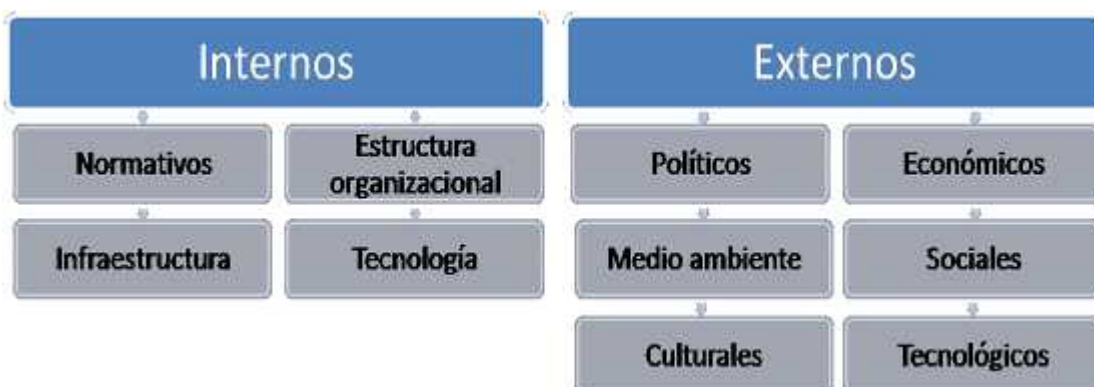 Internos
Normativos
Estructura
organizacional
Infraestructura
Tecnología
Externos
Políticos
Económicos
Medio ambiente
Sociales
Culturales
Tecnológicos